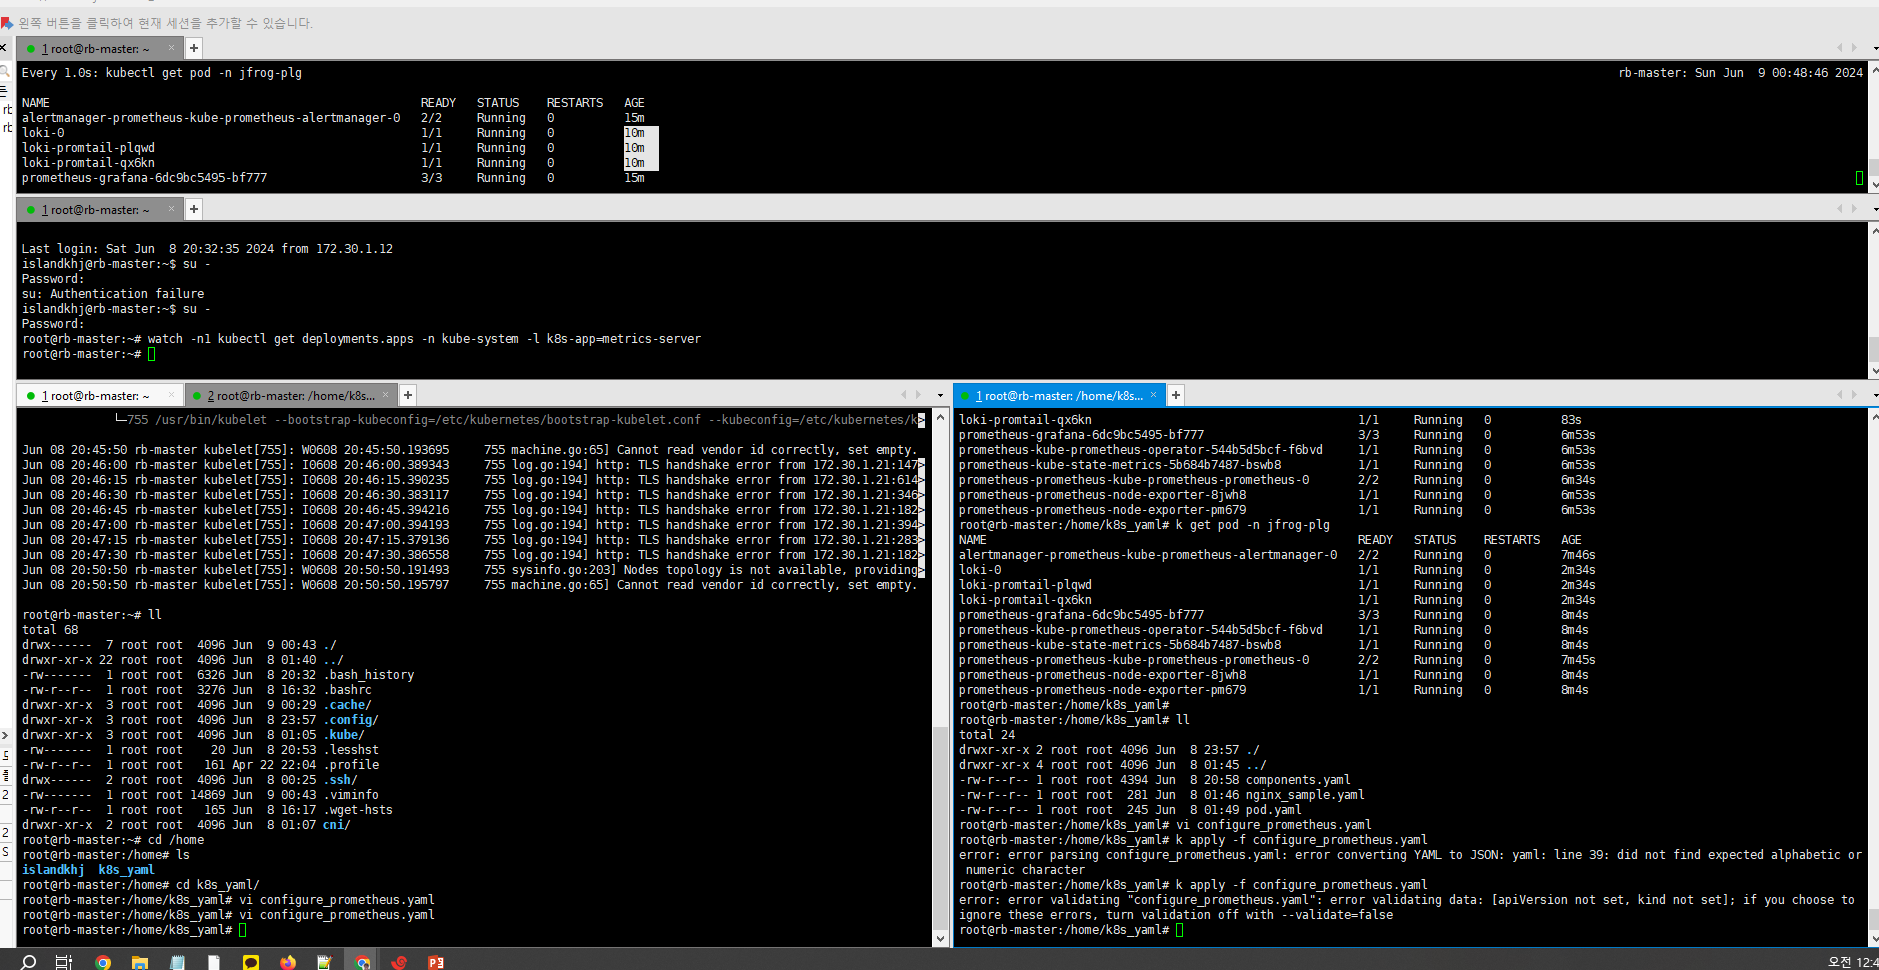 왼쪽 버튼을 클릭하여 현재 세션을 추가할 수 있습니다.
1 root@rb-master: ~
Every 1.0s: kubectl get pod -n jfrog-plg rb-master: Sun Jun  9 00:48:46 2024
NAME READY STATUS RESTARTS AGE
alertmanager-prometheus-kube-prometheus-alertmanager-0 2/2 Running 0 15m
loki-0 1/1 Running 0 10m
loki-promtail-plqwd 1/1 Running 0 10m
loki-promtail-qx6kn 1/1 Running 0 10m
prometheus-grafana-6dc9bc5495-bf777 3/3 Running 0 15m
1 root@rb-master: ~
Last login: Sat Jun  8 20:32:35 2024 from 172.30.1.12
islandkhj@rb-master:~$ su -
Password:
su: Authentication failure
islandkhj@rb-master:~$ su -
Password:
root@rb-master:~# watch -n1 kubectl get deployments.apps -n kube-system -l k8s-app=metrics-server
root@rb-master:~#
1 root@rb-master: ~ 2 root@rb-master: /home/k8s...
└─755 /usr/bin/kubelet --bootstrap-kubeconfig=/etc/kubernetes/bootstrap-kubelet.conf --kubeconfig=/etc/kubernetes/k>
Jun 08 20:45:50 rb-master kubelet[755]: W0608 20:45:50.193695 755 machine.go:65] Cannot read vendor id correctly, set empty.
Jun 08 20:46:00 rb-master kubelet[755]: I0608 20:46:00.389343 755 log.go:194] http: TLS handshake error from 172.30.1.21:147>
Jun 08 20:46:15 rb-master kubelet[755]: I0608 20:46:15.390235 755 log.go:194] http: TLS handshake error from 172.30.1.21:614>
Jun 08 20:46:30 rb-master kubelet[755]: I0608 20:46:30.383117 755 log.go:194] http: TLS handshake error from 172.30.1.21:346>
Jun 08 20:46:45 rb-master kubelet[755]: I0608 20:46:45.394216 755 log.go:194] http: TLS handshake error from 172.30.1.21:182>
Jun 08 20:47:00 rb-master kubelet[755]: I0608 20:47:00.394193 755 log.go:194] http: TLS handshake error from 172.30.1.21:394>
Jun 08 20:47:15 rb-master kubelet[755]: I0608 20:47:15.379136 755 log.go:194] http: TLS handshake error from 172.30.1.21:283>
Jun 08 20:47:30 rb-master kubelet[755]: I0608 20:47:30.386558 755 log.go:194] http: TLS handshake error from 172.30.1.21:182>
Jun 08 20:50:50 rb-master kubelet[755]: W0608 20:50:50.191493 755 sysinfo.go:203] Nodes topology is not available, providing>
Jun 08 20:50:50 rb-master kubelet[755]: W0608 20:50:50.195797 755 machine.go:65] Cannot read vendor id correctly, set empty.
root@rb-master:~# ll
total 68
drwx------ 7 root root 4096 Jun  9 00:43 ./
drwxr-xr-x 22 root root 4096 Jun  8 01:40 ../
-rw------- 1 root root 6326 Jun  8 20:32 .bash_history
-rw-r--r-- 1 root root 3276 Jun  8 16:32 .bashrc
drwxr-xr-x 3 root root 4096 Jun  9 00:29 .cache/
drwxr-xr-x 3 root root 4096 Jun  8 23:57 .config/
drwxr-xr-x 3 root root 4096 Jun  8 01:05 .kube/
-rw------- 1 root root 20 Jun  8 20:53 .lesshst
-rw-r--r-- 1 root root 161 Apr 22 22:04 .profile
drwx------ 2 root root 4096 Jun  8 00:25 .ssh/
-rw------- 1 root root 14869 Jun  9 00:43 .viminfo
-rw-r--r-- 1 root root 165 Jun  8 16:17 .wget-hsts
drwxr-xr-x 2 root root 4096 Jun  8 01:07 cni/
root@rb-master:~# cd /home
root@rb-master:/home# ls
islandkhj  k8s_yaml
root@rb-master:/home# cd k8s_yaml/
root@rb-master:/home/k8s_yaml# vi configure_prometheus.yaml
root@rb-master:/home/k8s_yaml# vi configure_prometheus.yaml
root@rb-master:/home/k8s_yaml#
1 root@rb-master: /home/k8s...
loki-promtail-qx6kn 1/1 Running 0 83s
prometheus-grafana-6dc9bc5495-bf777 3/3 Running 0 6m53s
prometheus-kube-prometheus-operator-544b5d5bcf-f6bvd 1/1 Running 0 6m53s
prometheus-kube-state-metrics-5b684b7487-bswb8 1/1 Running 0 6m53s
prometheus-prometheus-kube-prometheus-prometheus-0 2/2 Running 0 6m34s
prometheus-prometheus-node-exporter-8jwh8 1/1 Running 0 6m53s
prometheus-prometheus-node-exporter-pm679 1/1 Running 0 6m53s
root@rb-master:/home/k8s_yaml# k get pod -n jfrog-plg
NAME READY STATUS RESTARTS AGE
alertmanager-prometheus-kube-prometheus-alertmanager-0 2/2 Running 0 7m46s
loki-0 1/1 Running 0 2m34s
loki-promtail-plqwd 1/1 Running 0 2m34s
loki-promtail-qx6kn 1/1 Running 0 2m34s
prometheus-grafana-6dc9bc5495-bf777 3/3 Running 0 8m4s
prometheus-kube-prometheus-operator-544b5d5bcf-f6bvd 1/1 Running 0 8m4s
prometheus-kube-state-metrics-5b684b7487-bswb8 1/1 Running 0 8m4s
prometheus-prometheus-kube-prometheus-prometheus-0 2/2 Running 0 7m45s
prometheus-prometheus-node-exporter-8jwh8 1/1 Running 0 8m4s
prometheus-prometheus-node-exporter-pm679 1/1 Running 0 8m4s
root@rb-master:/home/k8s_yaml#
root@rb-master:/home/k8s_yaml# ll
total 24
drwxr-xr-x 2 root root 4096 Jun  8 23:57 ./
drwxr-xr-x 4 root root 4096 Jun  8 01:45 ../
-rw-r--r-- 1 root root 4394 Jun  8 20:58 components.yaml
-rw-r--r-- 1 root root 281 Jun  8 01:46 nginx_sample.yaml
-rw-r--r-- 1 root root 245 Jun  8 01:49 pod.yaml
root@rb-master:/home/k8s_yaml# vi configure_prometheus.yaml
root@rb-master:/home/k8s_yaml# k apply -f configure_prometheus.yaml
error: error parsing configure_prometheus.yaml: error converting YAML to JSON: yaml: line 39: did not find expected alphabetic or
numeric character
root@rb-master:/home/k8s_yaml# k apply -f configure_prometheus.yaml
error: error validating "configure_prometheus.yaml": error validating data: [apiVersion not set, kind not set]; if you choose to
ignore these errors, turn validation off with --validate=false
root@rb-master:/home/k8s_yaml#
오전 12:4